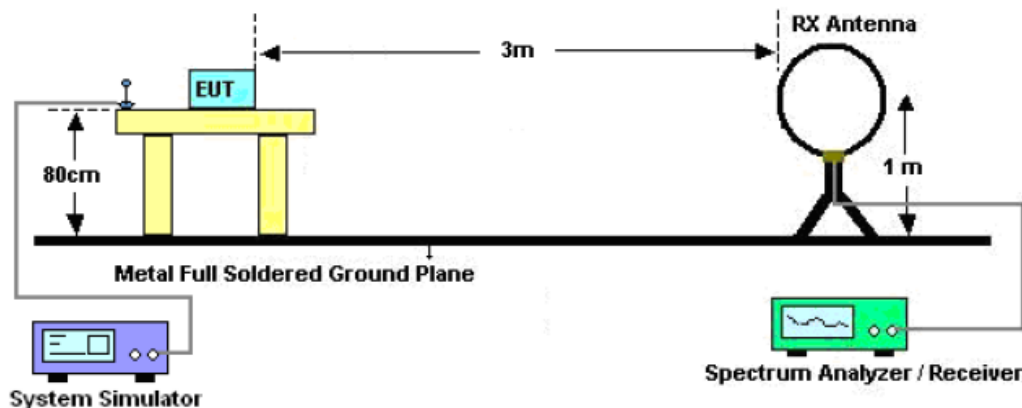 RX Antenna
3m
EUT
80cm
1 m
Metal Full Soldered Ground Plane
System Simulator
Spectrum Analyzer / Receiver